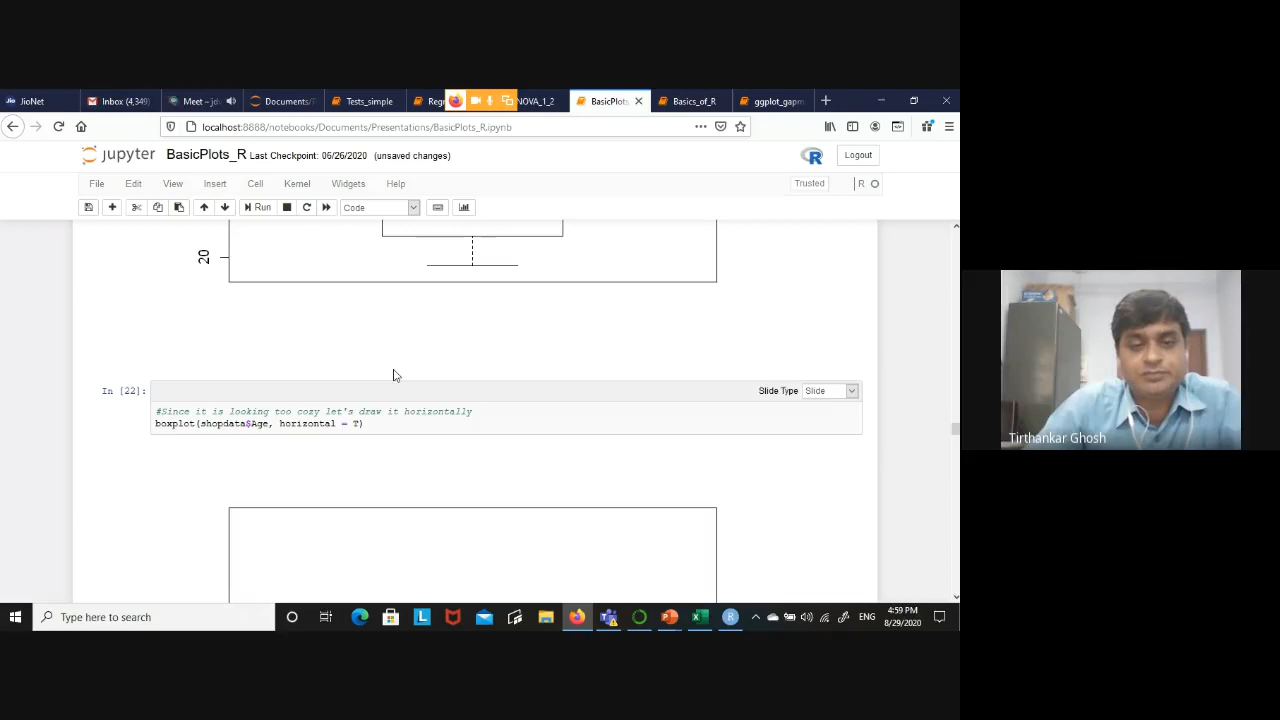 JioNet
Inbox (4,349)
Meet – jd
Documents/
Tests_simple
Reg
NOVA_1_2
BasicPlots
Basics_of_R
ggplot_gapm
localhost:8888/notebooks/Documents/Presentations/BasicPlots_R.ipynb
jupyter BasicPlots_R Last Checkpoint: 06/26/2020 (unsaved changes)
R
Logout
File Edit View Insert Cell Kernel Widgets Help
Trusted
R
Run
Code
20
In [22]:
Slide Type Slide
#Since it is looking too cozy let's draw it horizontally
boxplot(shopdata$Age, horizontal = T)
Tirthankar Ghosh
Type here to search
L
R
ENG
4:59 PM
8/29/2020